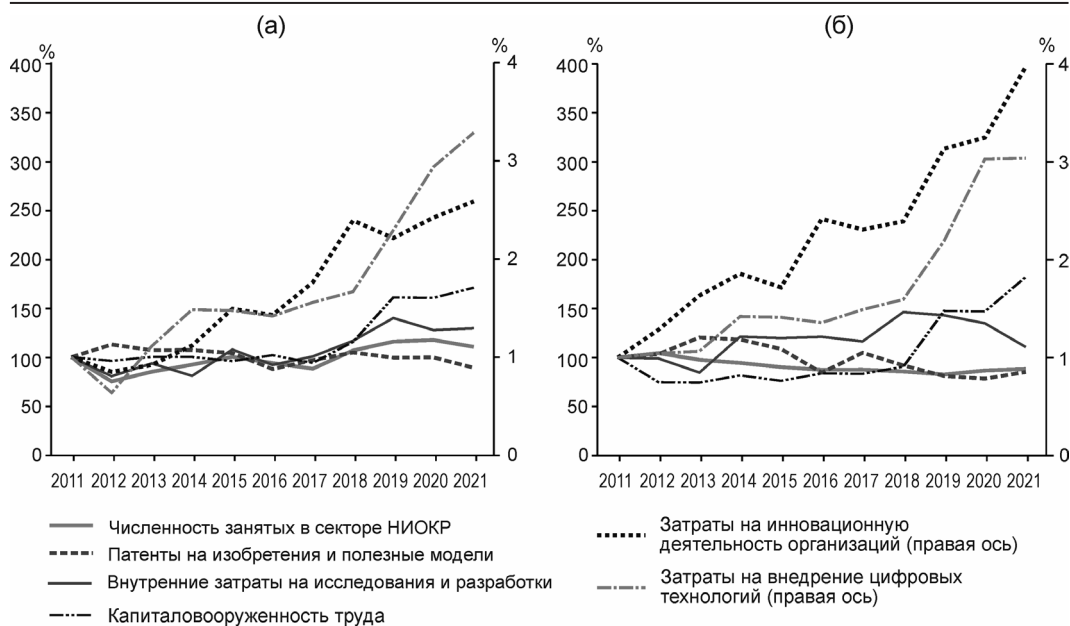 (а)
%
%
400
350
300
250
200
150
100
50
0
4
3
2
1
0
2011 2012 2013 2014 2015 2016 2017 2018 2019 2020 2021
(б)
%
%
400
350
300
250
200
150
100
50
0
4
3
2
1
0
2011 2012 2013 2014 2015 2016 2017 2018 2019 2020 2021
Численность занятых в секторе НИОКР
Патенты на изобретения и полезные модели
Внутренние затраты на исследования и разработки
Капиталовооруженность труда
Затраты на инновационную
деятельность организаций (правая ось)
Затраты на внедрение цифровых
технологий (правая ось)